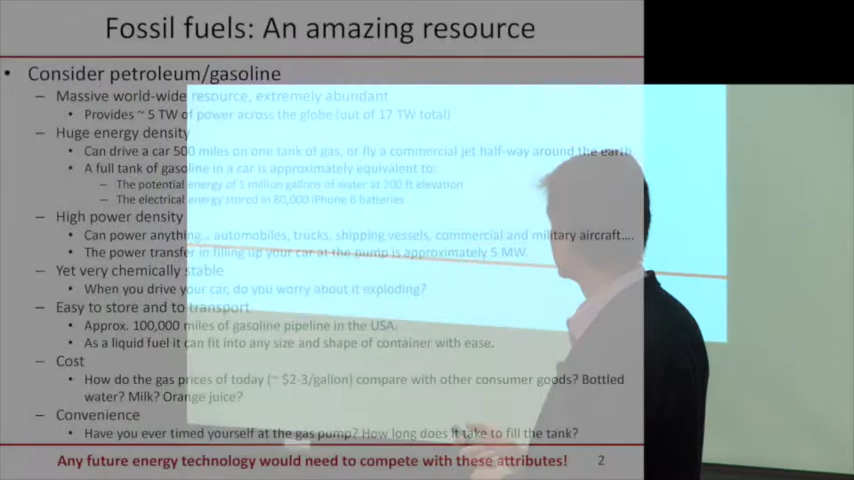 Fossil fuels: An amazing resource
• Consider petroleum/gasoline
– Massive world-wide resource, extremely abundant
• Provides ~ 5 TW of power across the globe (out of 17 TW total)
– Huge energy density
• Can drive a car 500 miles on one tank of gas, or fly a commercial jet half-way around the earth
• A full tank of gasoline in a car is approximately equivalent to:
– The potential energy of 1 million gallons of water at 200 ft elevation
– The electrical energy stored in 80,000 iPhone 6 batteries
– High power density
• Can power anything… automobiles, trucks, shipping vessels, commercial and military aircraft….
• The power transfer in filling up your car at the pump is approximately 5 MW.
– Yet very chemically stable
• When you drive your car, do you worry about it exploding?
– Easy to store and to transport
• Approx. 100,000 miles of gasoline pipeline in the USA.
• As a liquid fuel it can fit into any size and shape of container with ease.
– Cost
• How do the gas prices of today (~ $2-3/gallon) compare with other consumer goods? Bottled
water? Milk? Orange juice?
– Convenience
• Have you ever timed yourself at the gas pump? How long does it take to fill the tank?
Any future energy technology would need to compete with these attributes!
2